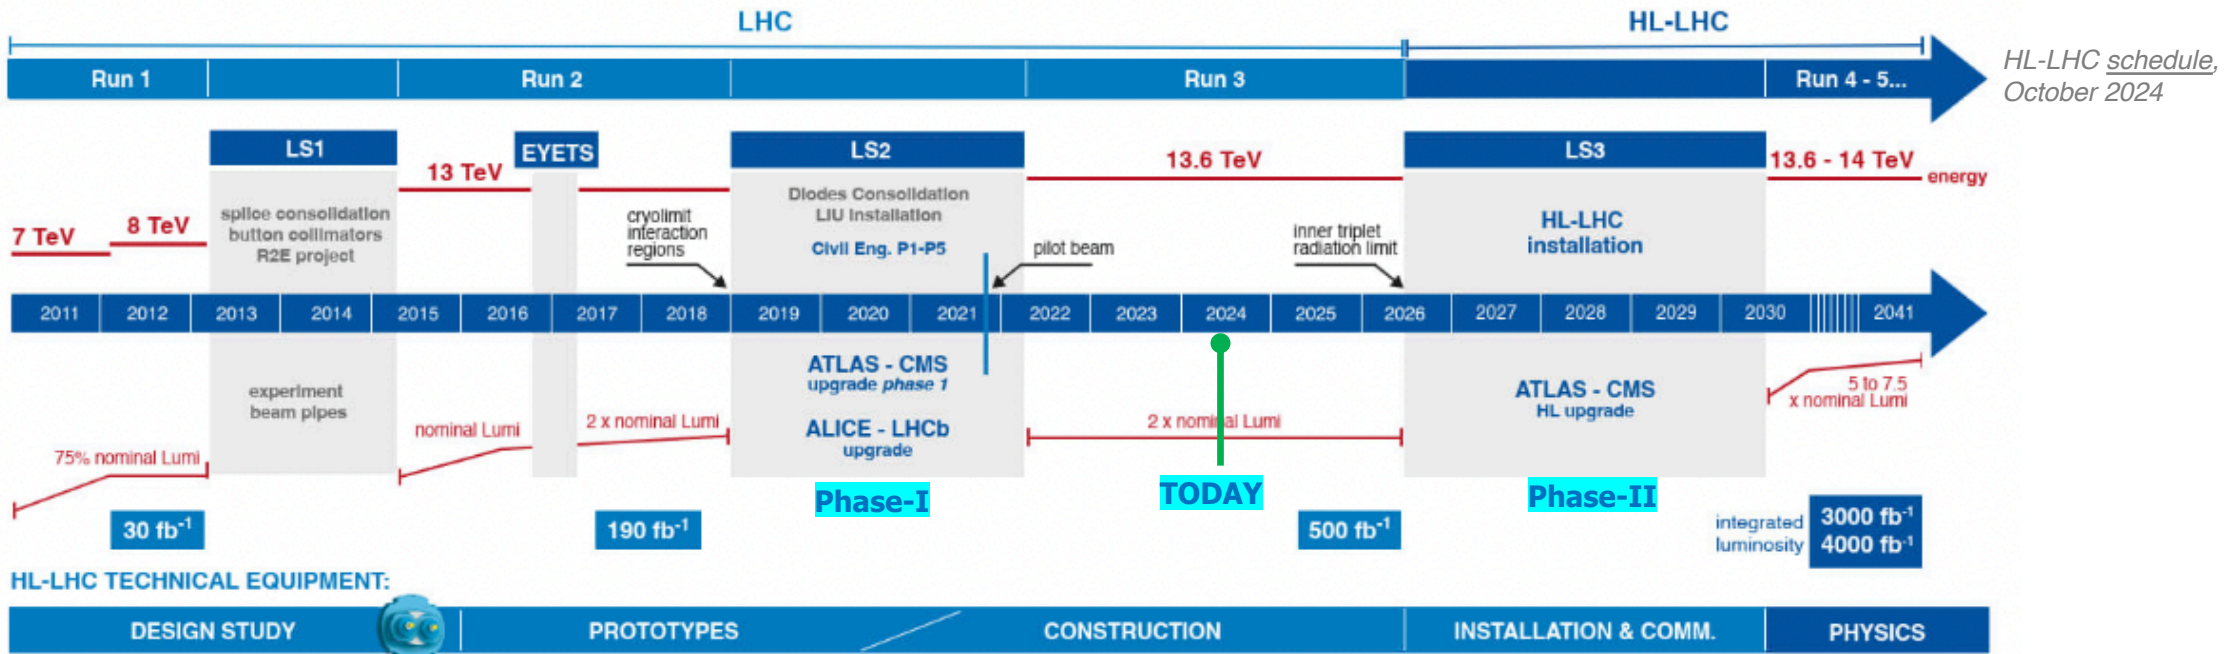 LHC
HL-LHC
Run 1
Run 2
Run 3
Run 4 - 5...
HL-LHC schedule,
October 2024
LS1
EYETS
LS2
LS3
7 TeV
8 TeV
13 TeV
13.6 TeV
13.6 - 14 TeV
energy
splice consolidation
button collimators
R2E project
cryolimit
interaction
regions
Diodes Consolidation
LIU Installation
Civil Eng. P1-P5
pilot beam
inner triplet
radiation limit
HL-LHC
installation
2011
2012
2013
2014
2015
2016
2017
2018
2019
2020
2021
2022
2023
2024
2025
2026
2027
2028
2029
2030
2041
experiment
beam pipes
ATLAS - CMS
upgrade phase 1
ALICE - LHCb
upgrade
ATLAS - CMS
HL upgrade
5 to 7.5
x nominal Lumi
75% nominal Lumi
nominal Lumi
2 x nominal Lumi
2 x nominal Lumi
Phase-I
TODAY
Phase-II
30 fb⁻¹
190 fb⁻¹
500 fb⁻¹
integrated
luminosity
3000 fb⁻¹
4000 fb⁻¹
HL-LHC TECHNICAL EQUIPMENT:
DESIGN STUDY
PROTOTYPES
CONSTRUCTION
INSTALLATION & COMM.
PHYSICS